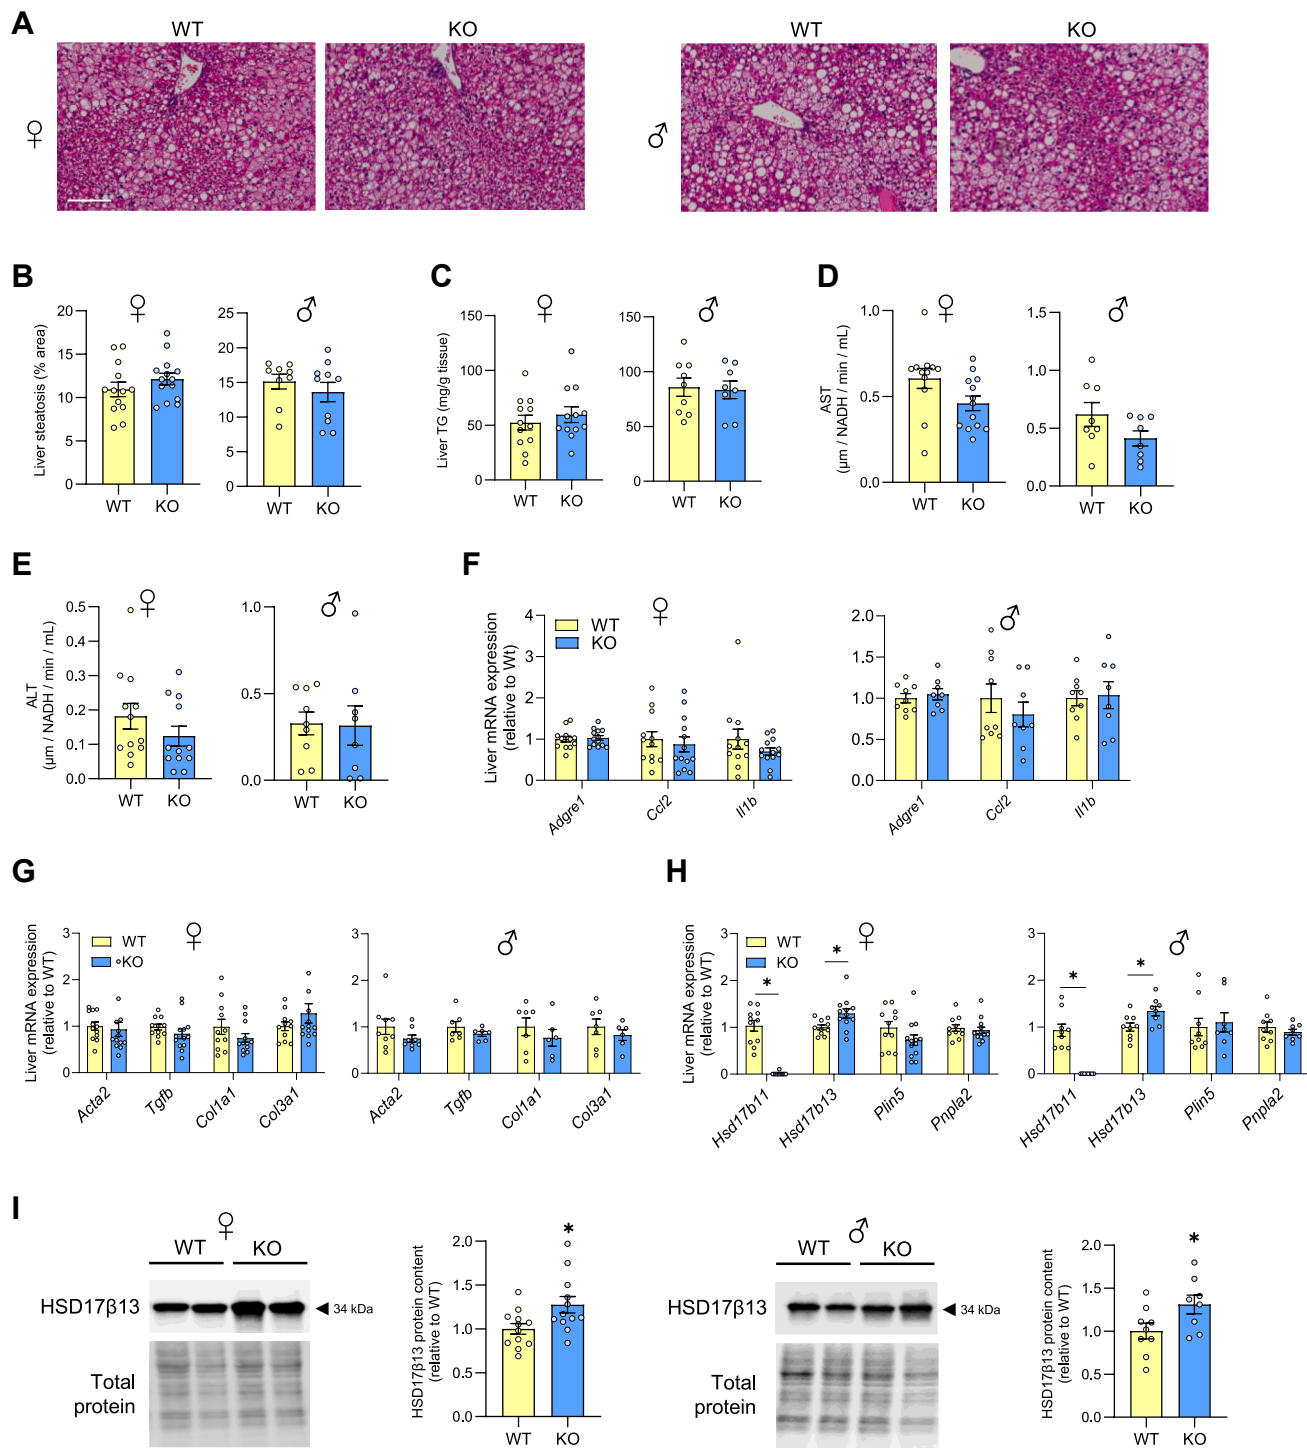 A
WT
KO
WT
KO
♀
♂
B
♀
♂
Liver steatosis (% area)
20
15
10
5
0
WT
KO
25
20
15
10
5
0
WT
KO
C
♀
♂
Liver TG (mg/g tissue)
150
100
50
0
WT
KO
150
100
50
0
WT
KO
D
♀
♂
AST
(µm / NADH / min / mL)
1.0
0.5
0.0
WT
KO
1.5
1.0
0.5
0.0
WT
KO
E
♀
♂
ALT
(µm / NADH / min / mL)
0.5
0.4
0.3
0.2
0.1
0.0
WT
KO
1.0
0.5
0.0
WT
KO
F
♀
♂
Liver mRNA expression
(relative to Wt)
WT
KO
4
3
2
1
0
Adgre1
Ccl2
Il1b
2.0
1.5
1.0
0.5
0.0
Adgre1
Ccl2
Il1b
G
♀
♂
Liver mRNA expression
(relative to WT)
WT
KO
3
2
1
0
Acta2
Tgfb
Col1a1
Col3a1
3
2
1
0
Acta2
Tgfb
Col1a1
Col3a1
H
♀
♂
Liver mRNA expression
(relative to WT)
WT
KO
3
2
1
0
*
*
Hsd17b11
Hsd17b13
Plin5
Pnpla2
3
2
1
0
*
*
Hsd17b11
Hsd17b13
Plin5
Pnpla2
I
♀
WT
KO
HSD17β13
34 kDa
Total
protein
HSD17β13 protein content
(relative to WT)
2.0
1.5
1.0
0.5
0.0
*
WT
KO
♂
WT
KO
HSD17β13
34 kDa
Total
protein
HSD17β13 protein content
(relative to WT)
2.0
1.5
1.0
0.5
0.0
*
WT
KO